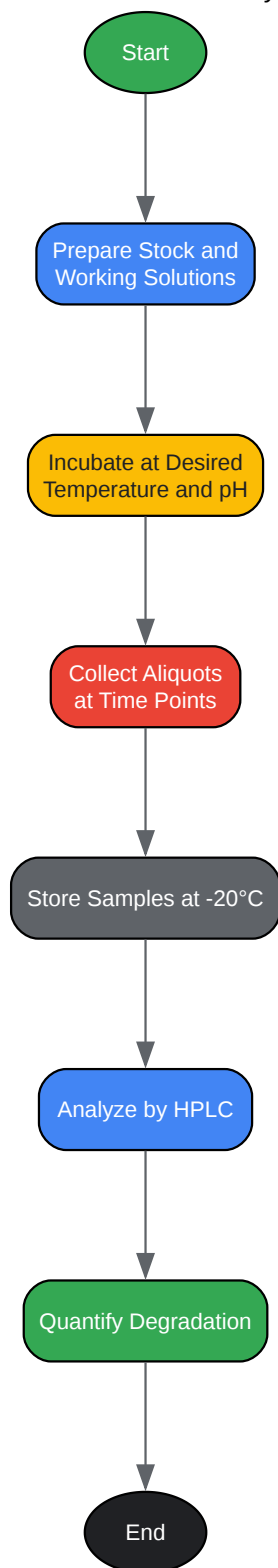 Start
Prepare Stock and
Working Solutions
Incubate at Desired
Temperature and pH
Collect Aliquots
at Time Points
Store Samples at -20°C
Analyze by HPLC
Quantify Degradation
End